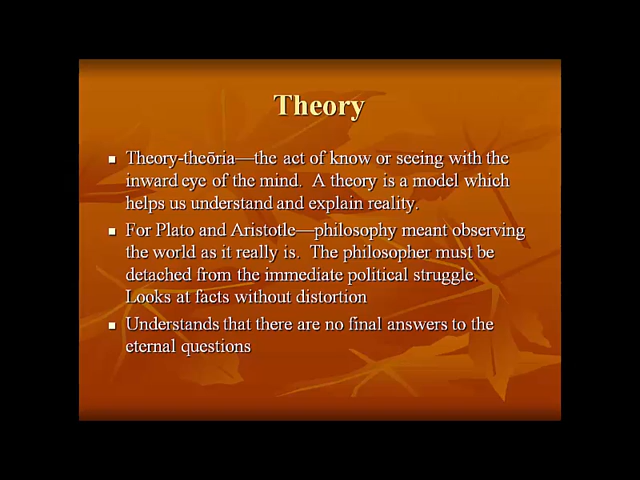 Theory
Theory-theōria—the act of know or seeing with the
inward eye of the mind.  A theory is a model which
helps us understand and explain reality.
For Plato and Aristotle—philosophy meant observing
the world as it really is.  The philosopher must be
detached from the immediate political struggle.
Looks at facts without distortion
Understands that there are no final answers to the
eternal questions